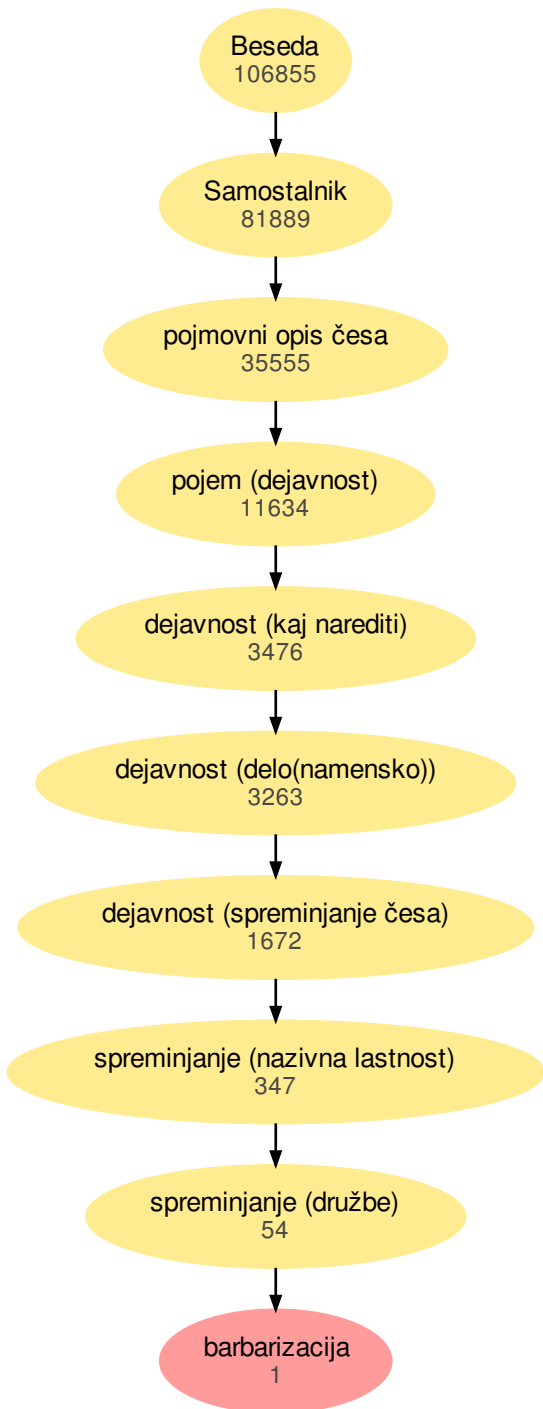 Beseda
106855
Samostalnik
81889
pojmovni opis česa
35555
pojem (dejavnost)
11634
dejavnost (kaj narediti)
3476
dejavnost (delo(namensko))
3263
dejavnost (spreminjanje česa)
1672
spreminjanje (nazivna lastnost)
347
spreminjanje (družbe)
54
barbarizacija
1